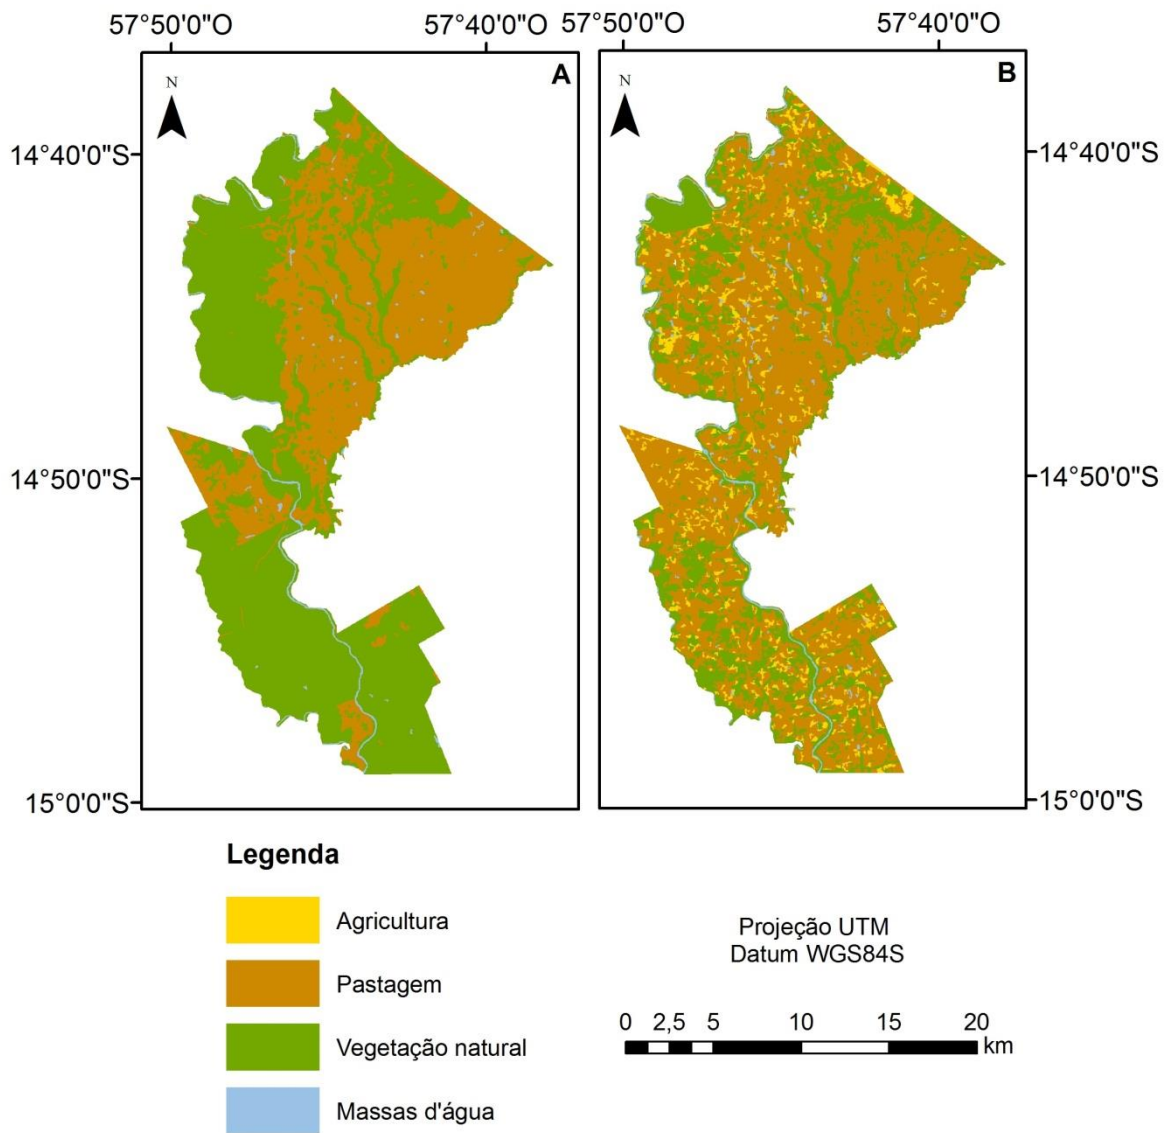 57°50'0"O 57°40'0"O 57°50'0"O 57°40'0"O
A
B
N
N
14°40'0"S
14°40'0"S
14°50'0"S
14°50'0"S
15°0'0"S
15°0'0"S
Legenda
Agricultura
Pastagem
Vegetação natural
Massas d'água
Projeção UTM
Datum WGS84S
0 2,5 5 10 15 20
km